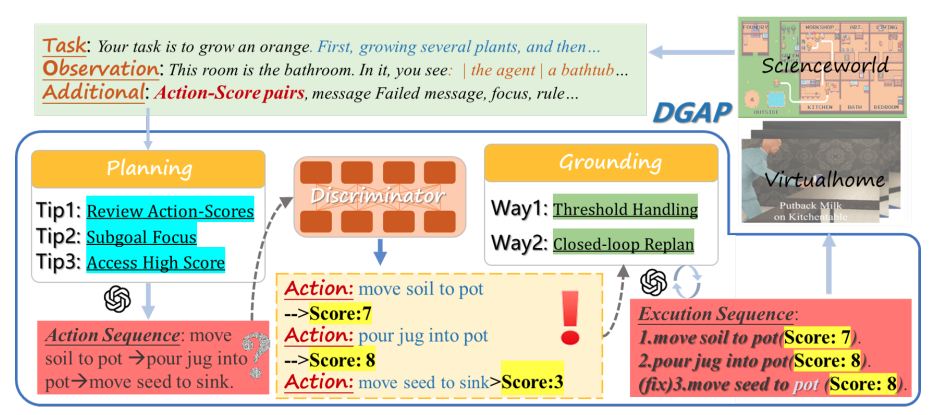 Task: Your task is to grow an orange. First, growing several plants, and then…
Observation: This room is the bathroom. In it, you see: | the agent | a bathtub…
Additional: Action-Score pairs, message Failed message, focus, rule…
DGAP
FOUNDRY
WORKSHOP
ART
LIVING
Scienceworld
OUTSIDE
KITCHEN
BATH
BEDROOM
Virtualhome
Putback Milk
on Kitchentable
Planning
Tip1: Review Action-Scores
Tip2: Subgoal Focus
Tip3: Access High Score
Action Sequence: move
soil to pot →pour jug into
pot→move seed to sink.
?
Discriminator
Action: move soil to pot
-->Score:7
Action: pour jug into pot
-->Score: 8
Action: move seed to sink>Score:3
!
Grounding
Way1: Threshold Handling
Way2: Closed-loop Replan
Excution Sequence:
1.move soil to pot(Score: 7).
2.pour jug into pot(Score: 8).
(fix)3.move seed to pot (Score: 8).